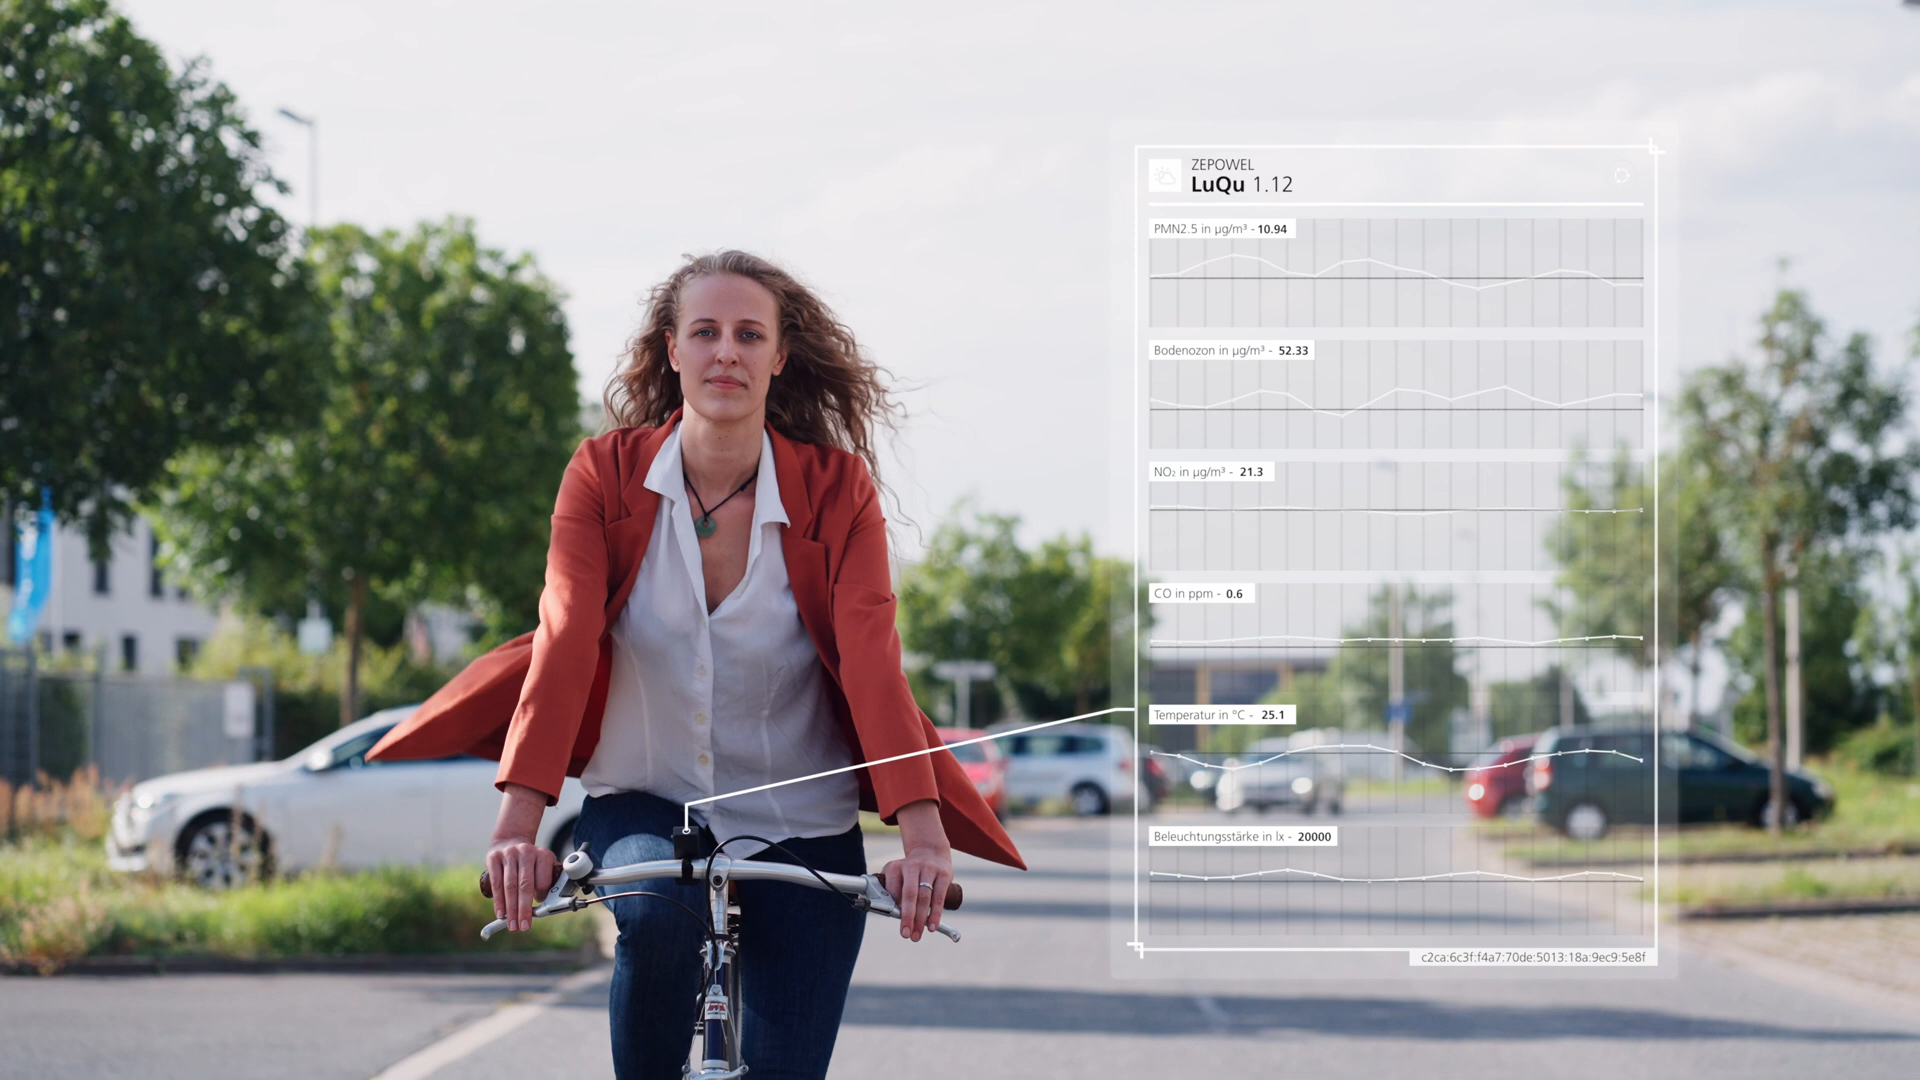 ZEPOWEL
LuQu 1.12
PMN2.5 in µg/m³ - 10.94
Bodenozon in µg/m³ - 52.33
NO₂ in µg/m³ - 21.3
CO in ppm - 0.6
Temperatur in °C - 25.1
Beleuchtungsstärke in lx - 20000
c2ca:6c3f:f4a7:70de:5013:18a:9ec9:5e8f